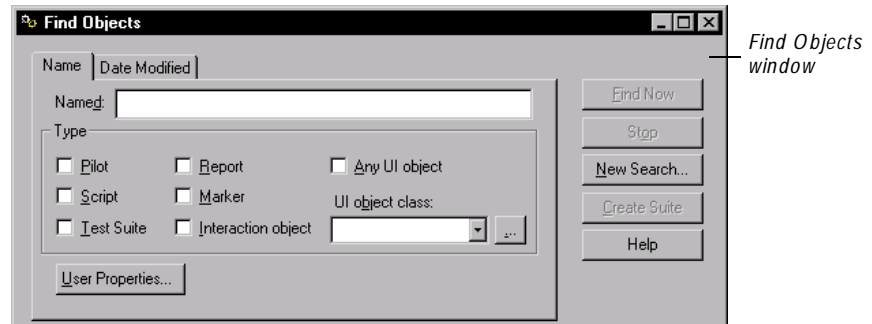 Find Objects
Find Objects
window
Name
Date Modified
Named:
Find Now
Type
Stop
Pilot
Report
Any UI object
New Search...
Script
Marker
UI object class:
Create Suite
Test Suite
Interaction object
...
Help
User Properties...